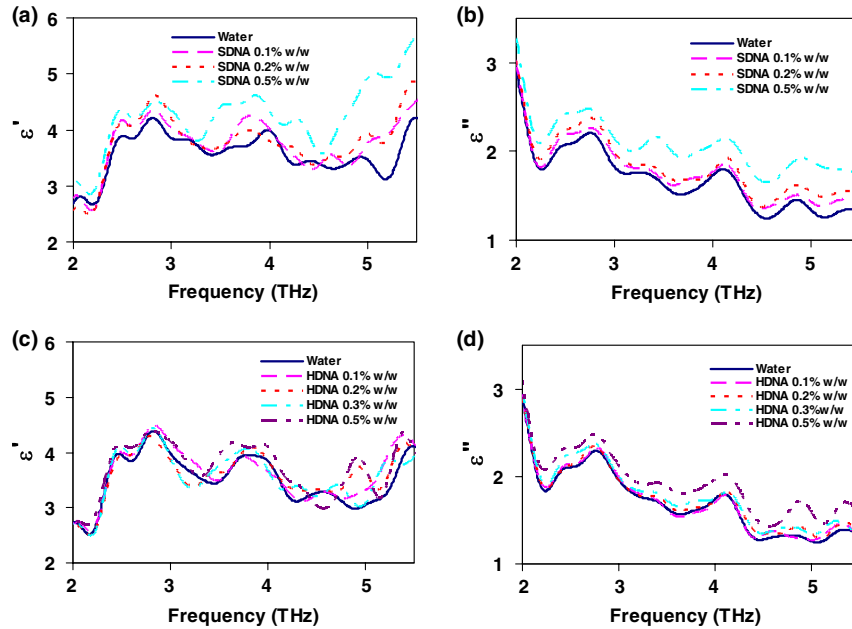 (a)
6
5
4
3
2
ε'
Water
SDNA 0.1% w/w
SDNA 0.2% w/w
SDNA 0.5% w/w
2 3 4 5
Frequency (THz)
(b)
3
2
1
ε"
Water
SDNA 0.1% w/w
SDNA 0.2% w/w
SDNA 0.5% w/w
2 3 4 5
Frequency (THz)
(c)
6
5
4
3
2
ε'
Water
HDNA 0.1% w/w
HDNA 0.2% w/w
HDNA 0.3% w/w
HDNA 0.5% w/w
2 3 4 5
Frequency (THz)
(d)
3
2
1
ε"
Water
HDNA 0.1% w/w
HDNA 0.2% w/w
HDNA 0.3%w/w
HDNA 0.5% w/w
2 3 4 5
Frequency (THz)